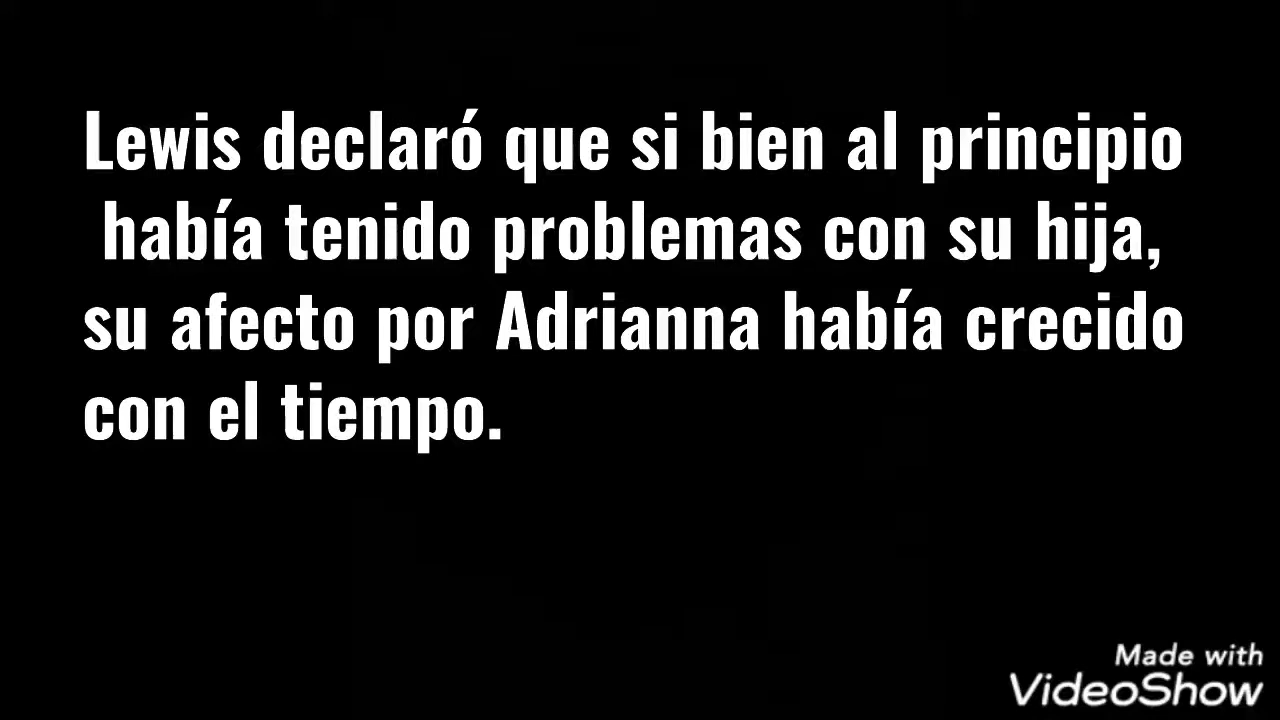 Lewis declaró que si bien al principio
había tenido problemas con su hija,
su afecto por Adrianna había crecido
con el tiempo.
Made with
VideoShow